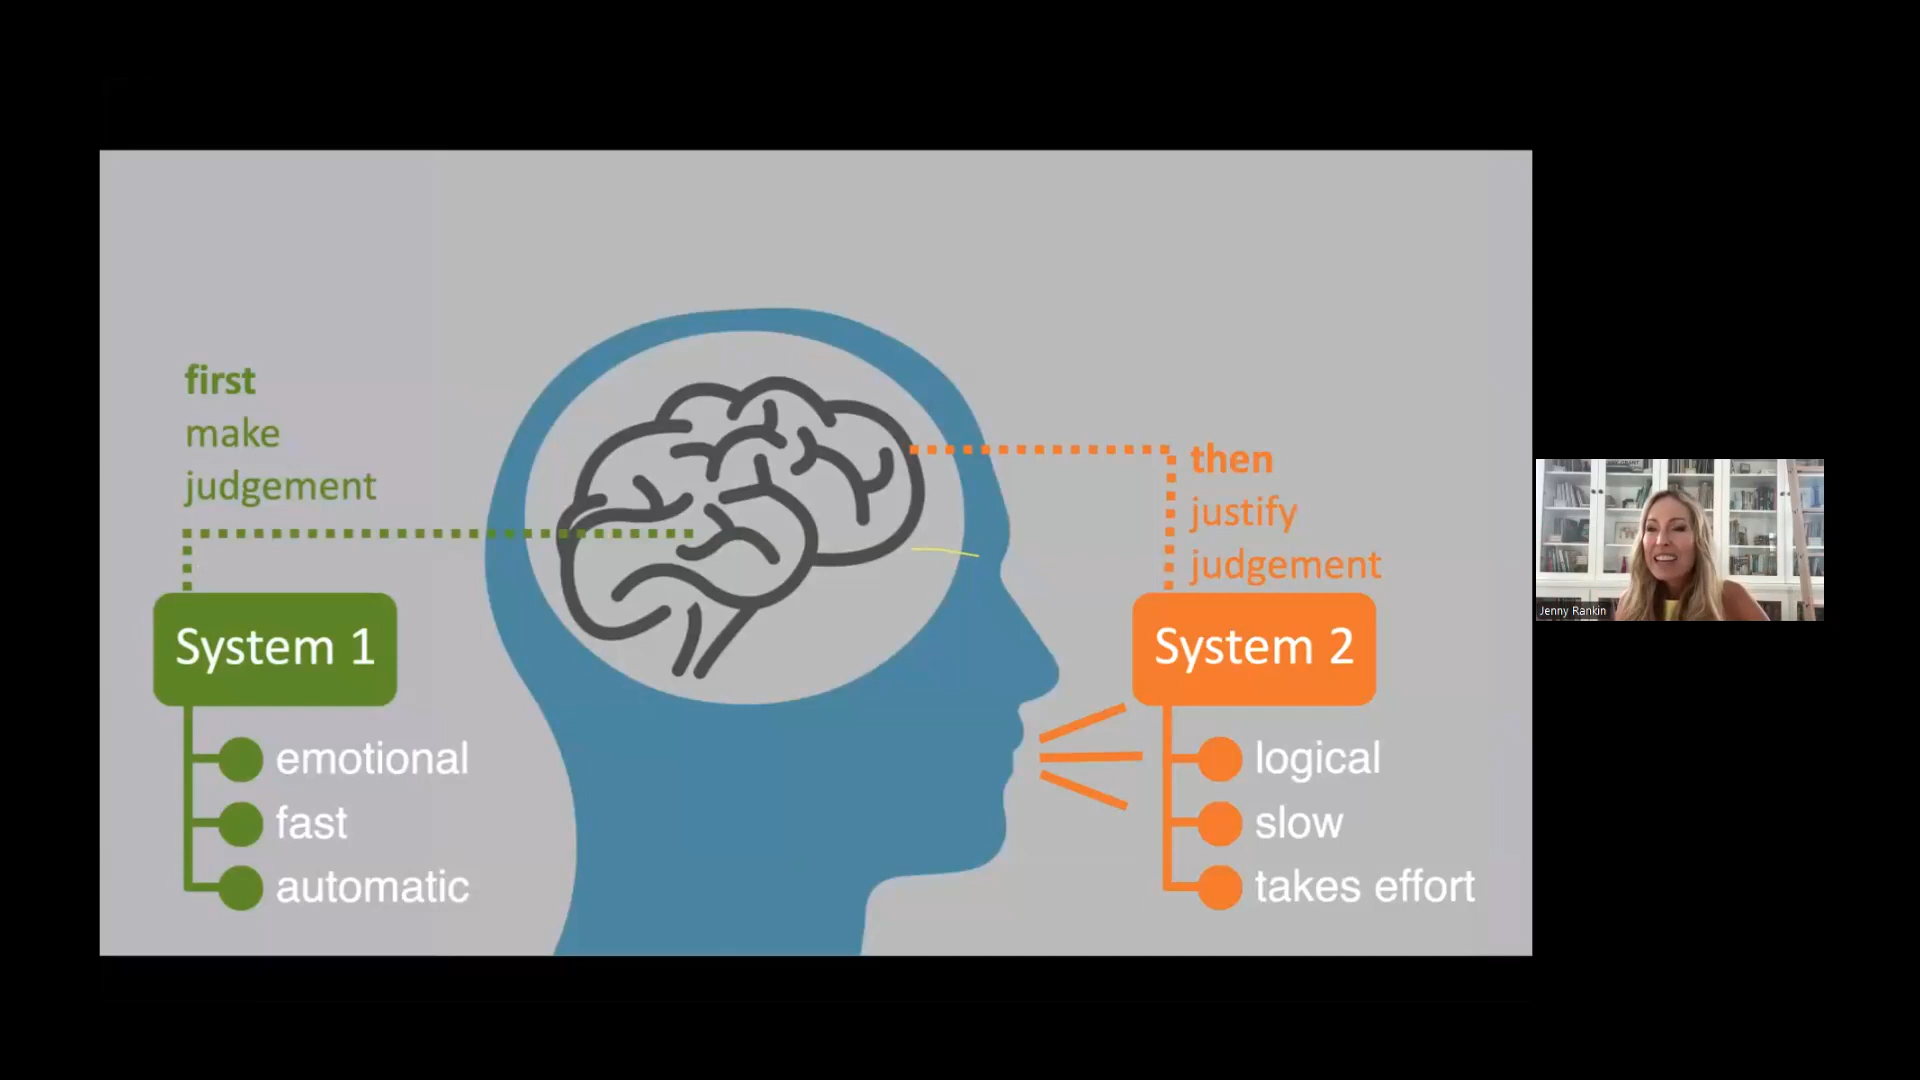 first
make
judgement
System 1
emotional
fast
automatic
then
justify
judgement
System 2
logical
slow
takes effort
Jenny Rankin